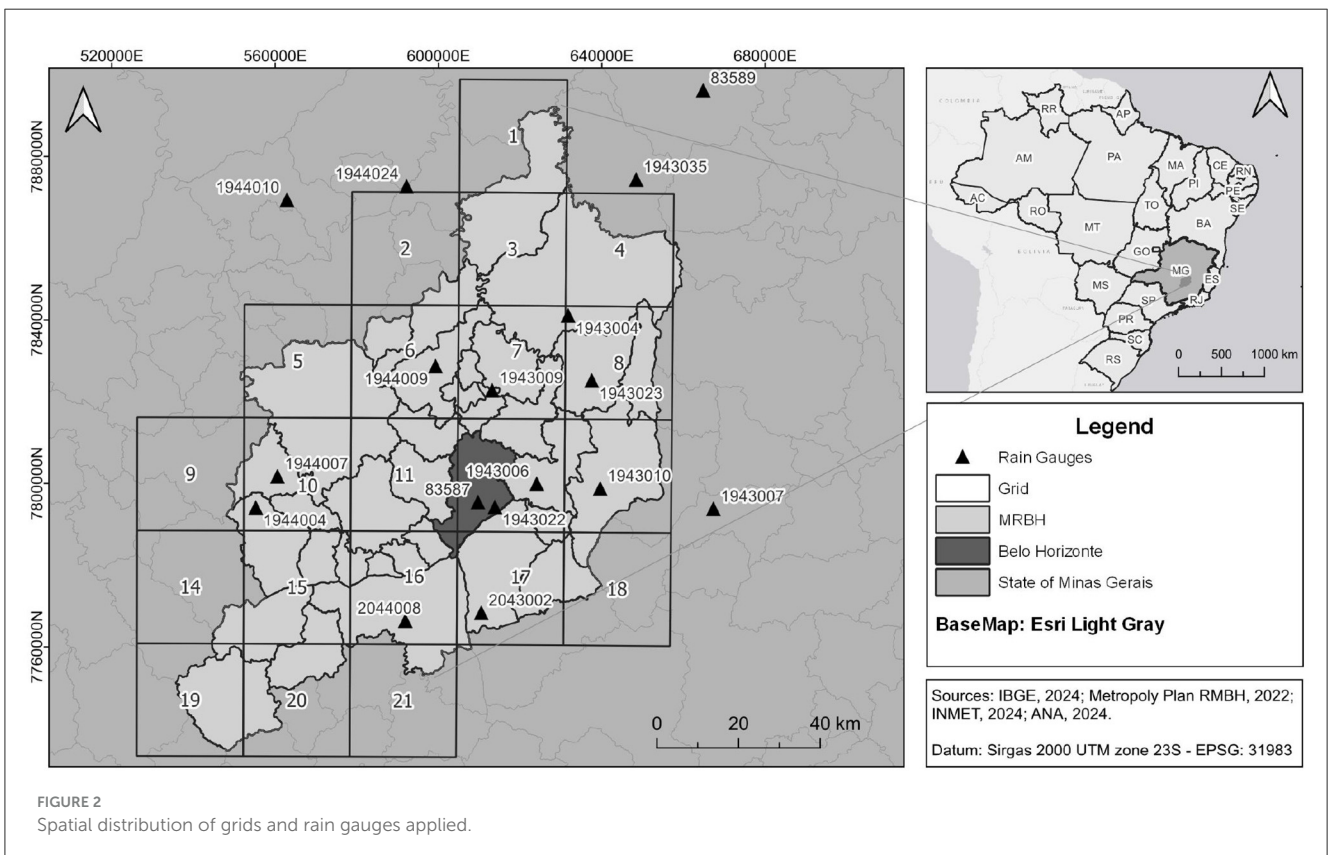 520000E
560000E
600000E
640000E
680000E
7880000N
7840000N
7800000N
7760000N
83589
1
1943035
1944024
1944010
2
3
4
1943004
5
6
7
8
1944009
1943009
1943023
9
1944007
10
11
1943006
1943010
83587
1943007
1944004
1943022
14
15
16
17
18
2044008
2043002
19
20
21
0 20 40 km
COLOMBIA
RR
AP
AM
PA
MA
CE
RN
PI
PE
AC
TO
SE
RO
BA
MT
GO
BOLIVIA
MG
ES
MS
SP
RJ
PR
SC
RS
0 500 1000 km
Legend
Rain Gauges
Grid
MRBH
Belo Horizonte
State of Minas Gerais
BaseMap: Esri Light Gray
Sources: IBGE, 2024; Metropoly Plan RMBH, 2022;
INMET, 2024; ANA, 2024.
Datum: Sirgas 2000 UTM zone 23S - EPSG: 31983
FIGURE 2
Spatial distribution of grids and rain gauges applied.